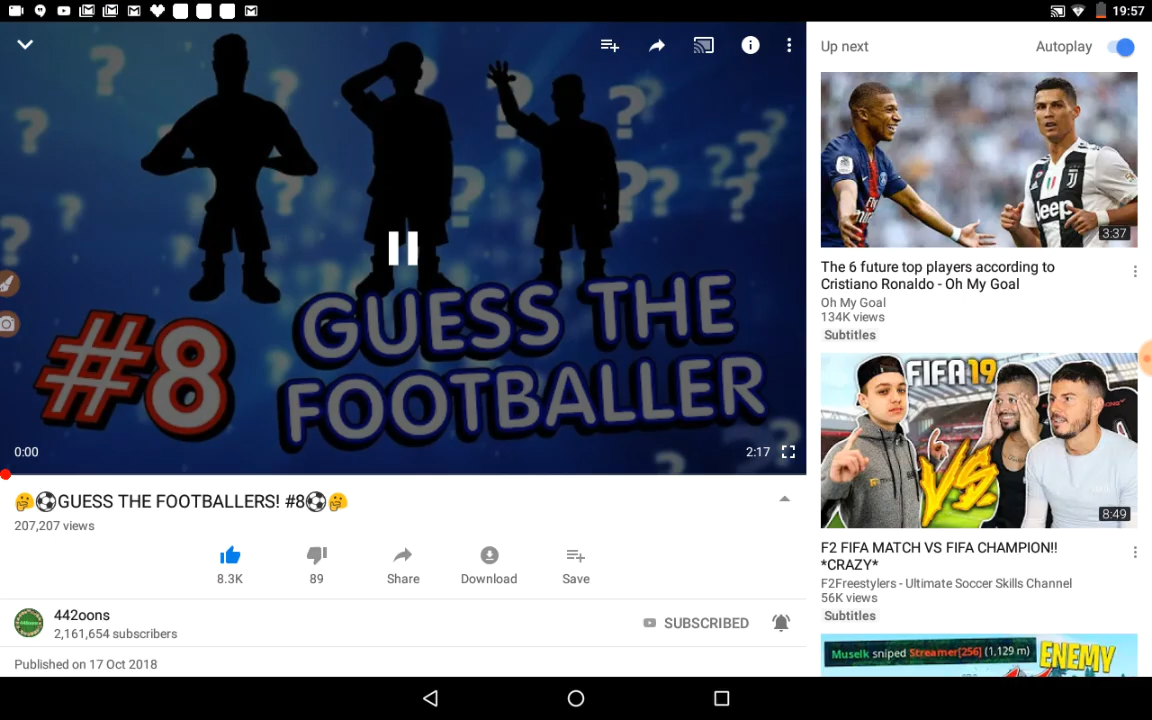 19:57
Up next
Autoplay
#8
GUESS THE
FOOTBALLER
0:00
2:17
🤔⚽GUESS THE FOOTBALLERS! #8⚽🤔
207,207 views
8.3K
89
Share
Download
Save
442oons
2,161,654 subscribers
SUBSCRIBED
Published on 17 Oct 2018
Jeep
3:37
The 6 future top players according to
Cristiano Ronaldo - Oh My Goal
Oh My Goal
134K views
Subtitles
FIFA19
VS
8:49
F2 FIFA MATCH VS FIFA CHAMPION!!
*CRAZY*
F2Freestylers - Ultimate Soccer Skills Channel
56K views
Subtitles
Muselk sniped Streamer[256] (1,129 m)
ENEMY